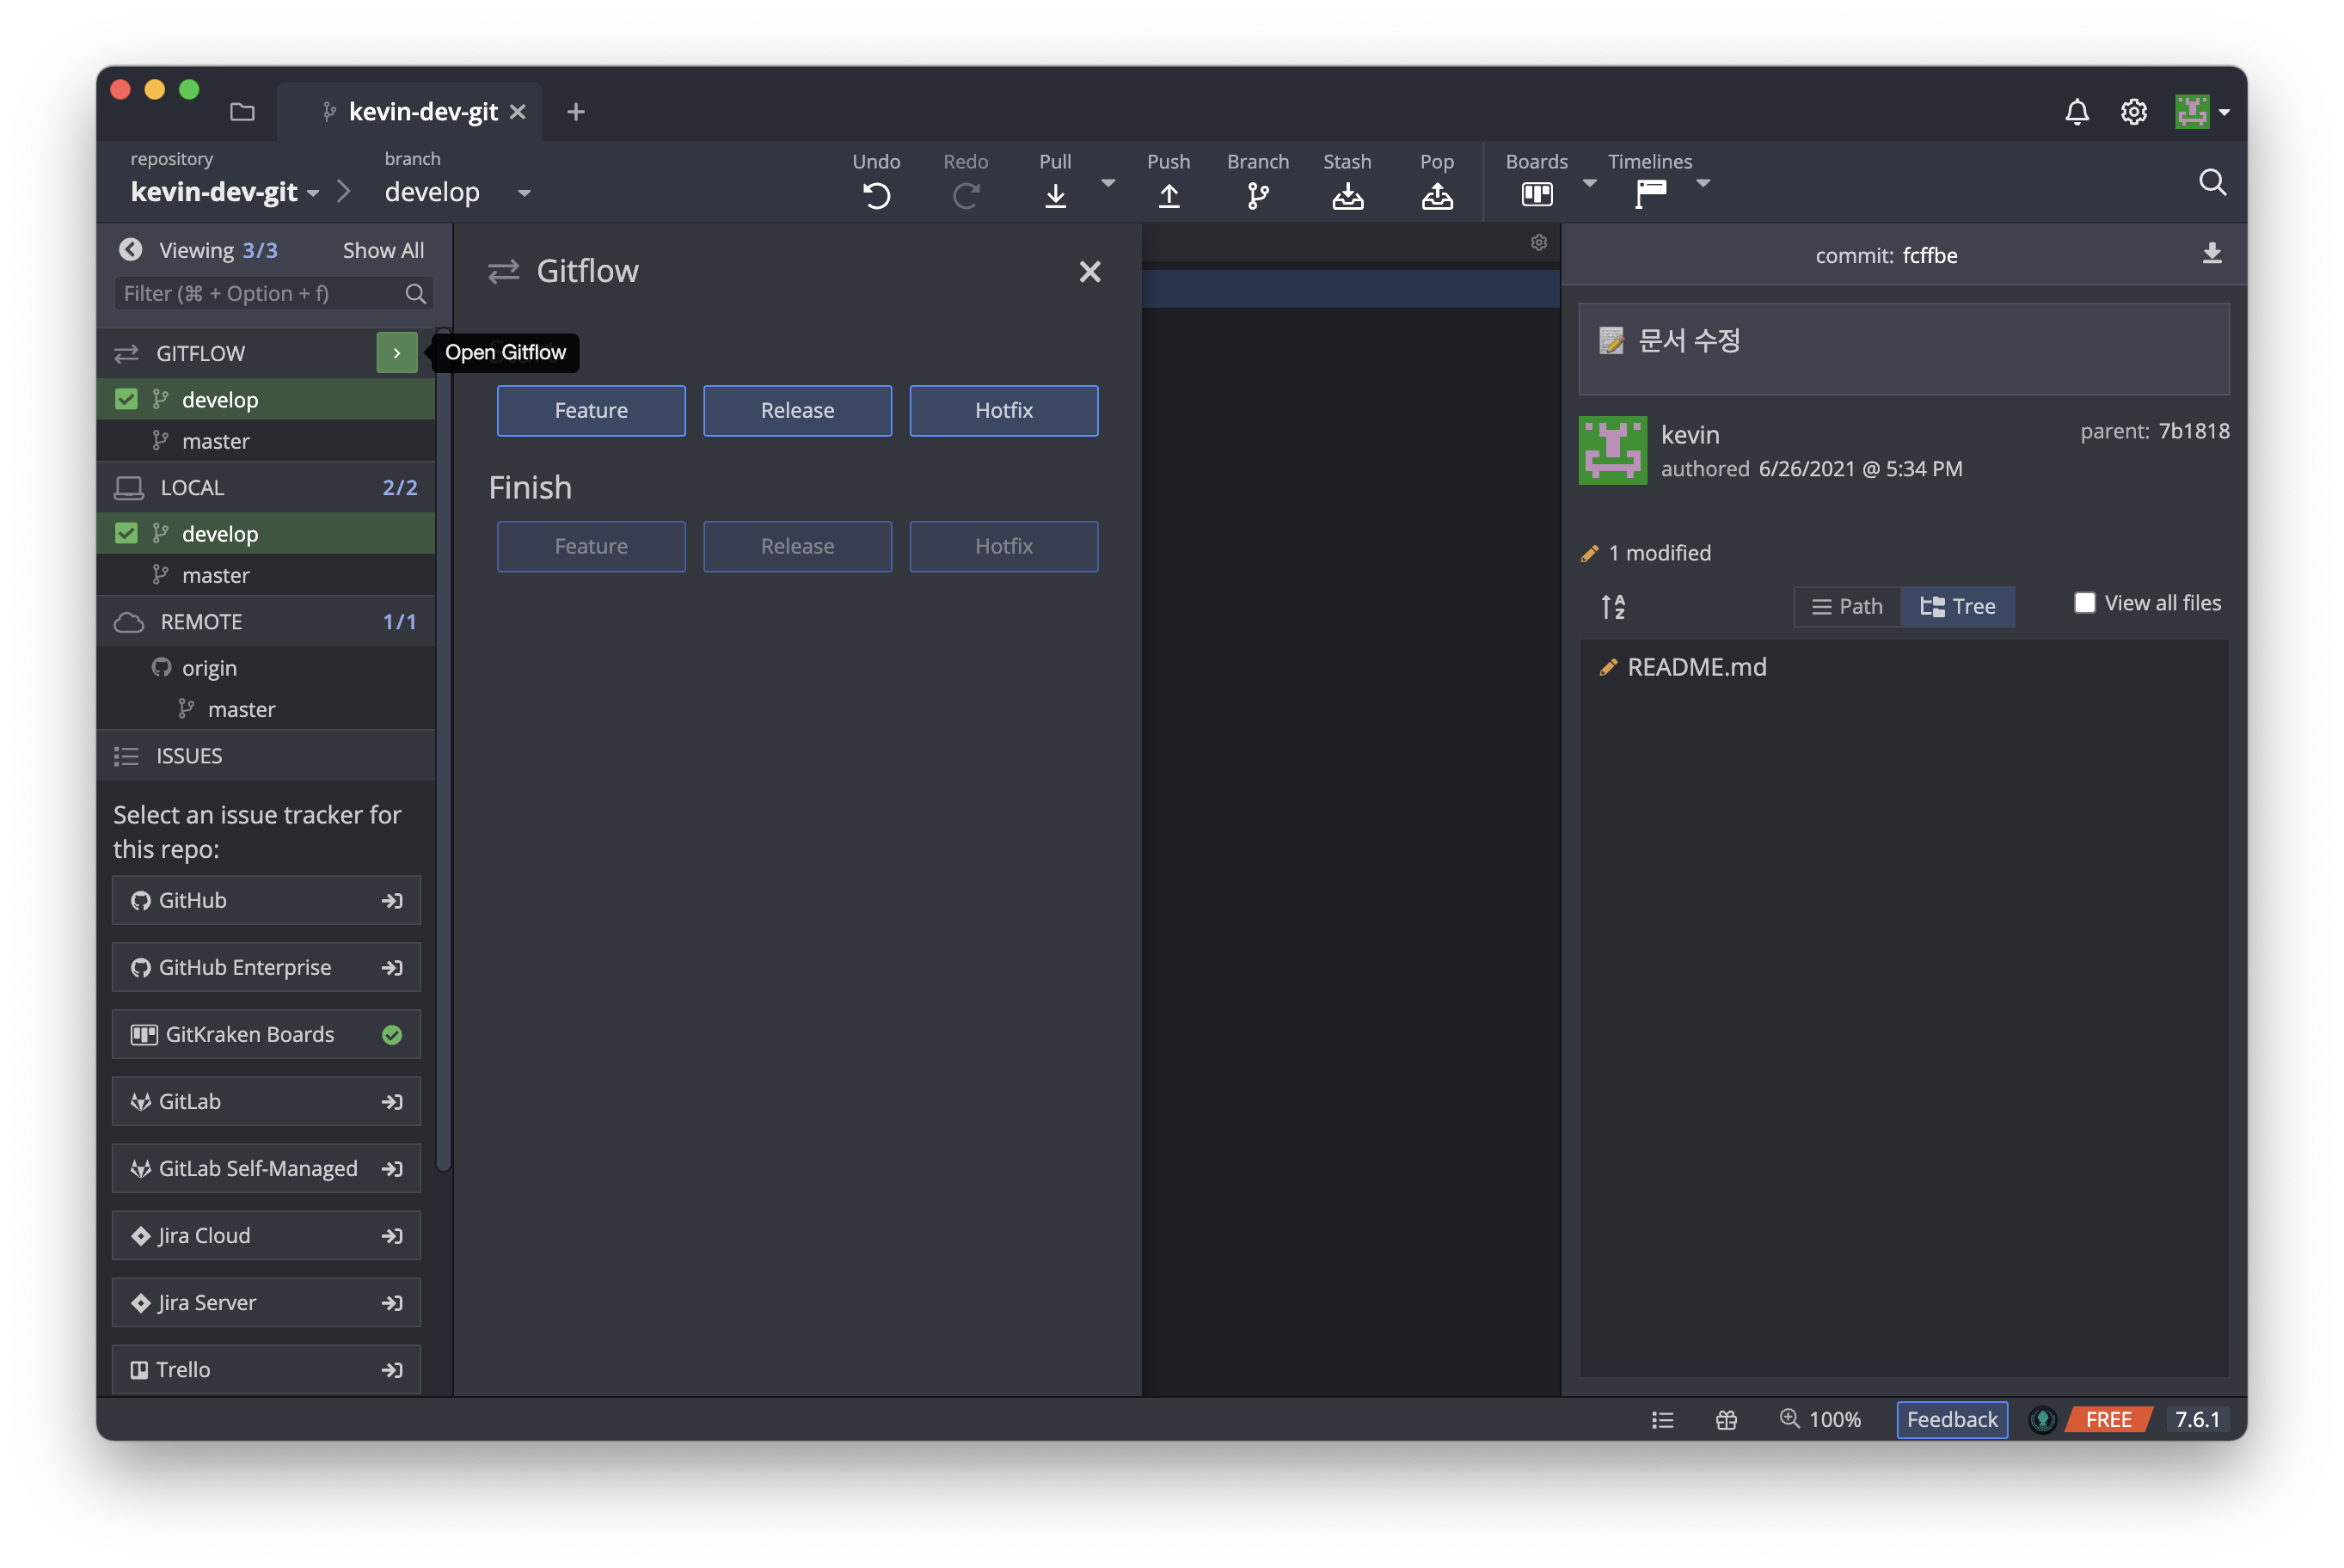 kevin-dev-git
repository
kevin-dev-git
branch
develop
Undo
Redo
Pull
Push
Branch
Stash
Pop
Boards
Timelines
Viewing 3/3
Show All
Filter (⌘ + Option + f)
GITFLOW
develop
master
LOCAL 2/2
develop
master
REMOTE 1/1
origin
master
ISSUES
Select an issue tracker for
this repo:
GitHub
GitHub Enterprise
GitKraken Boards
GitLab
GitLab Self-Managed
Jira Cloud
Jira Server
Trello
Gitflow
Open Gitflow
Feature
Release
Hotfix
Finish
Feature
Release
Hotfix
commit: fcffbe
📝 문서 수정
kevin
authored 6/26/2021 @ 5:34 PM
parent: 7b1818
1 modified
Path
Tree
View all files
README.md
100%
Feedback
FREE
7.6.1